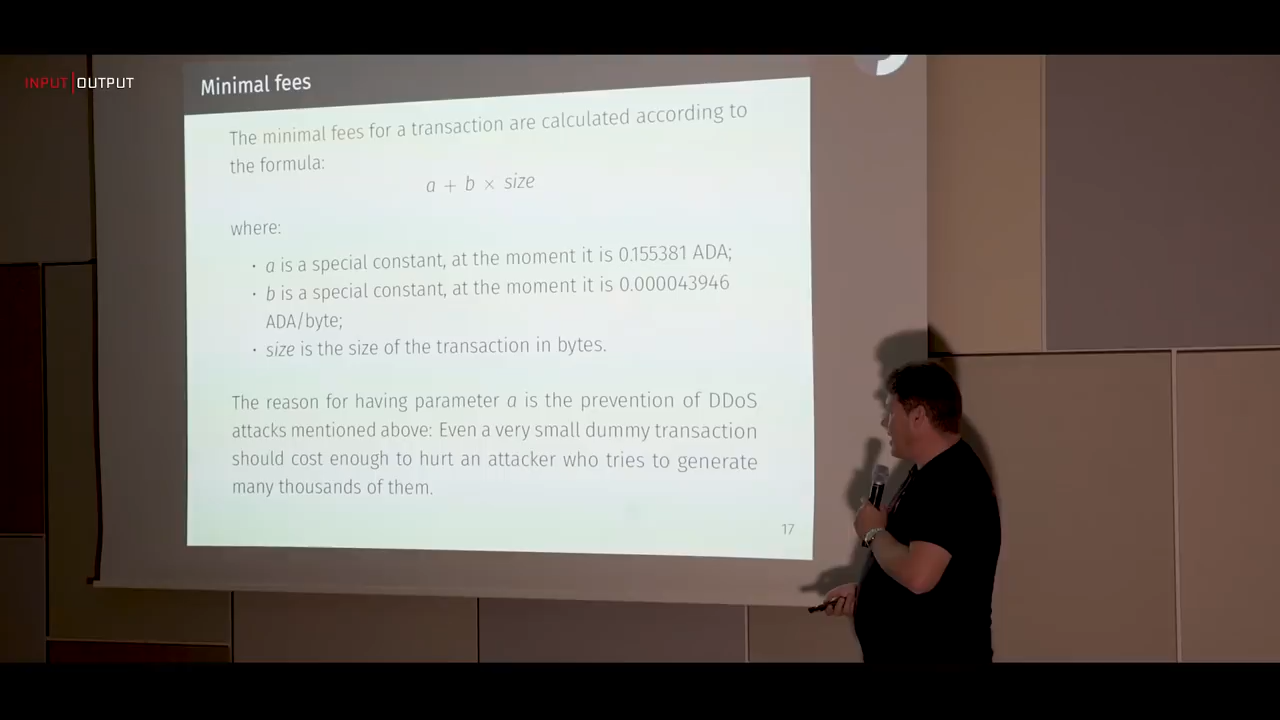 INPUT|OUTPUT
Minimal fees
The minimal fees for a transaction are calculated according to
the formula:
a + b × size
where:
· a is a special constant, at the moment it is 0.155381 ADA;
· b is a special constant, at the moment it is 0.000043946
ADA/byte;
· size is the size of the transaction in bytes.
The reason for having parameter a is the prevention of DDoS
attacks mentioned above: Even a very small dummy transaction
should cost enough to hurt an attacker who tries to generate
many thousands of them.
17